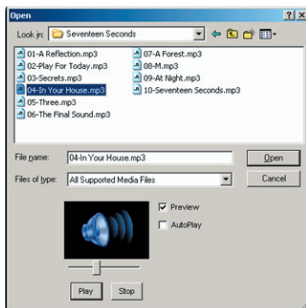 Open
Look in: Seventeen Seconds
01-A Reflection.mp3
02-Play For Today.mp3
03-Secrets.mp3
04-In Your House.mp3
05-Three.mp3
06-The Final Sound.mp3
07-A Forest.mp3
08-M.mp3
09-At Night.mp3
10-Seventeen Seconds.mp3
File name: 04-In Your House.mp3 Open
Files of type: All Supported Media Files Cancel
Preview
AutoPlay
Play Stop